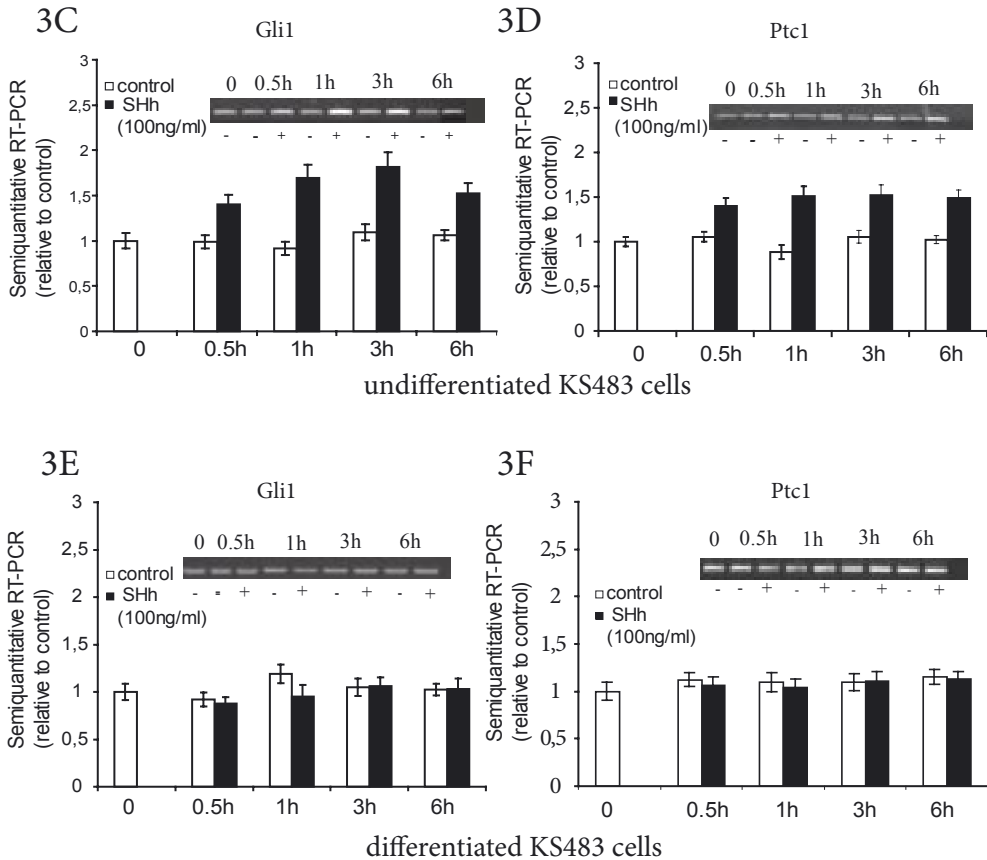 3C
Gli1
Semiquantitative RT-PCR
(relative to control)
3
2,5
2
1,5
1
0,5
0
control
SHh
(100ng/ml)
0 0.5h 1h 3h 6h
- - + - + - + - +
0 0.5h 1h 3h 6h
3D
Ptc1
Semiquantitative RT-PCR
(relative to control)
3
2,5
2
1,5
1
0,5
0
control
SHh
(100ng/ml)
0 0.5h 1h 3h 6h
- - + - + - + - +
0 0.5h 1h 3h 6h
undifferentiated KS483 cells
3E
Gli1
Semiquantitative RT-PCR
(relative to control)
3
2,5
2
1,5
1
0,5
0
control
SHh
(100ng/ml)
0 0.5h 1h 3h 6h
- - + - + - + - +
0 0.5h 1h 3h 6h
3F
Ptc1
Semiquantitative RT-PCR
(relative to control)
3
2,5
2
1,5
1
0,5
0
control
SHh
(100ng/ml)
0 0.5h 1h 3h 6h
- - + - + - + - +
0 0.5h 1h 3h 6h
differentiated KS483 cells